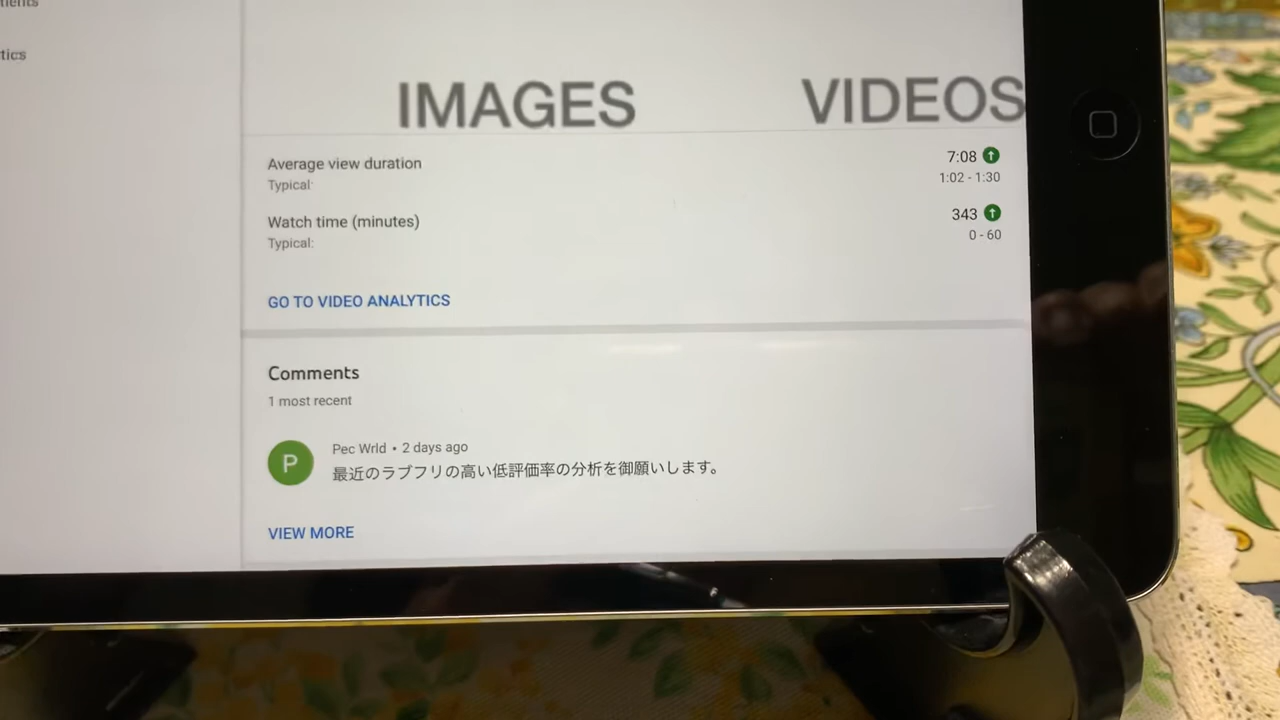 IMAGES
VIDEOS
tics
Average view duration
7:08
Typical:
1:02 - 1:30
Watch time (minutes)
343
Typical:
0 - 60
GO TO VIDEO ANALYTICS
Comments
1 most recent
P
Pec Wrld • 2 days ago
最近のラブフリの高い低評価率の分析を御願いします。
VIEW MORE